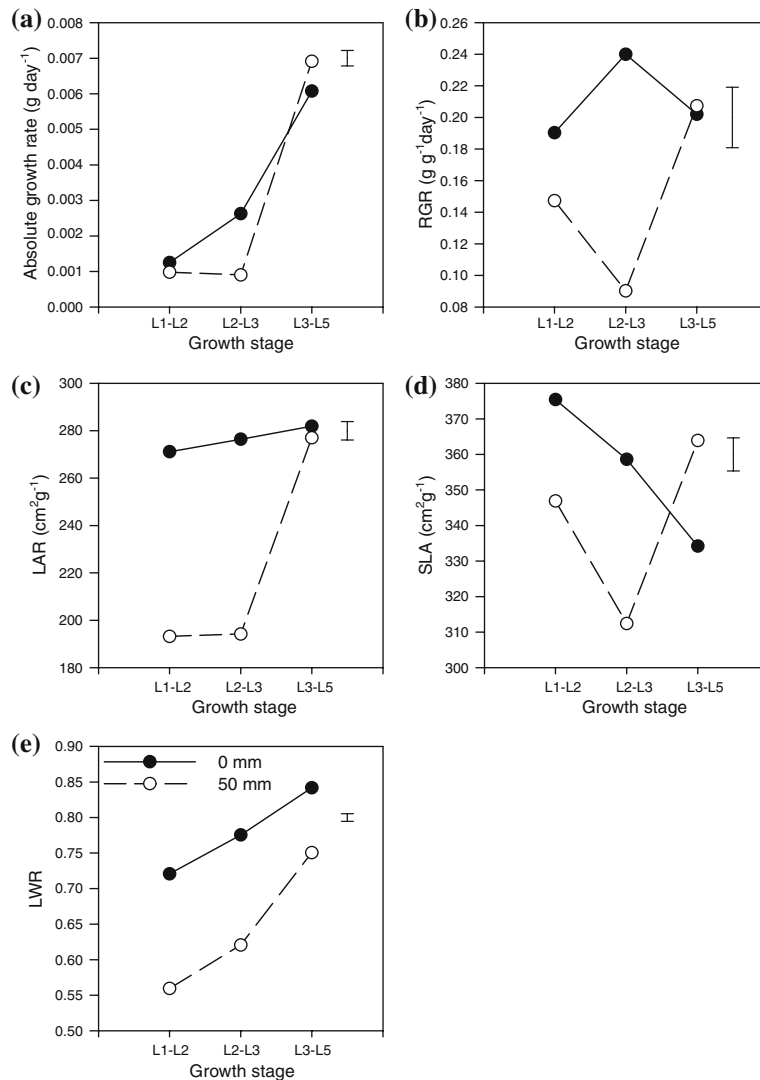 (a)
0.008
0.007
0.006
0.005
0.004
0.003
0.002
0.001
0.000
Absolute growth rate (g day⁻¹)
L1-L2 L2-L3 L3-L5
Growth stage
(b)
0.26
0.24
0.22
0.20
0.18
0.16
0.14
0.12
0.10
0.08
RGR (g g⁻¹day⁻¹)
L1-L2 L2-L3 L3-L5
Growth stage
(c)
300
280
260
240
220
200
180
LAR (cm²g⁻¹)
L1-L2 L2-L3 L3-L5
Growth stage
(d)
380
370
360
350
340
330
320
310
300
SLA (cm²g⁻¹)
L1-L2 L2-L3 L3-L5
Growth stage
(e)
0.90
0.85
0.80
0.75
0.70
0.65
0.60
0.55
0.50
LWR
0 mm
50 mm
L1-L2 L2-L3 L3-L5
Growth stage